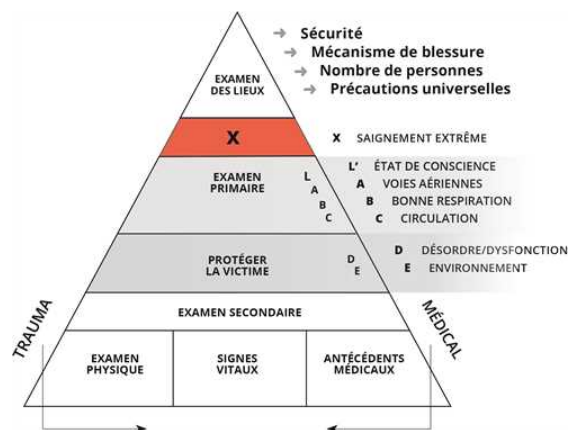 → Sécurité
→ Mécanisme de blessure
→ Nombre de personnes
→ Précautions universelles
EXAMEN
DES LIEUX
X
X SAIGNEMENT EXTRÊME
EXAMEN
PRIMAIRE
L
A
B
C
L' ÉTAT DE CONSCIENCE
A VOIES AÉRIENNES
B BONNE RESPIRATION
C CIRCULATION
PROTÉGER
LA VICTIME
D
E
D DÉSORDRE/DYSFONCTION
E ENVIRONNEMENT
EXAMEN SECONDAIRE
TRAUMA
MÉDICAL
EXAMEN
PHYSIQUE
SIGNES
VITAUX
ANTÉCÉDENTS
MÉDICAUX